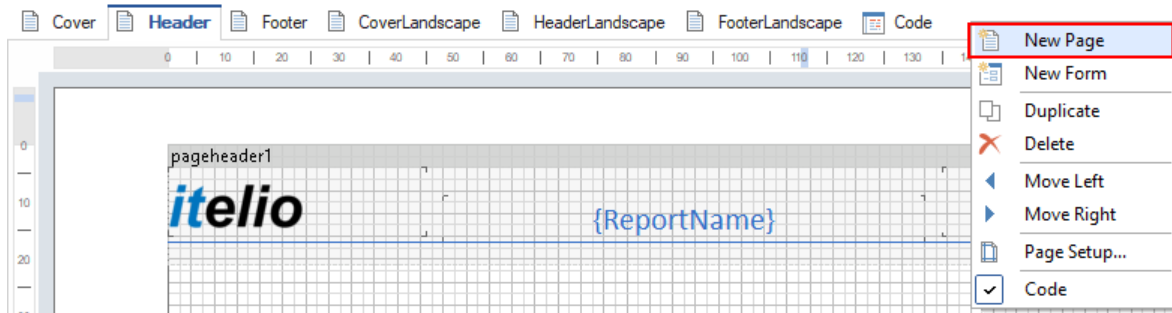 Cover Header Footer CoverLandscape HeaderLandscape FooterLandscape Code
0 10 20 30 40 50 60 70 80 90 100 110 120 130
New Page
New Form
Duplicate
Delete
Move Left
Move Right
Page Setup...
Code
0
10
20
pageheader1
itelio
{ReportName}